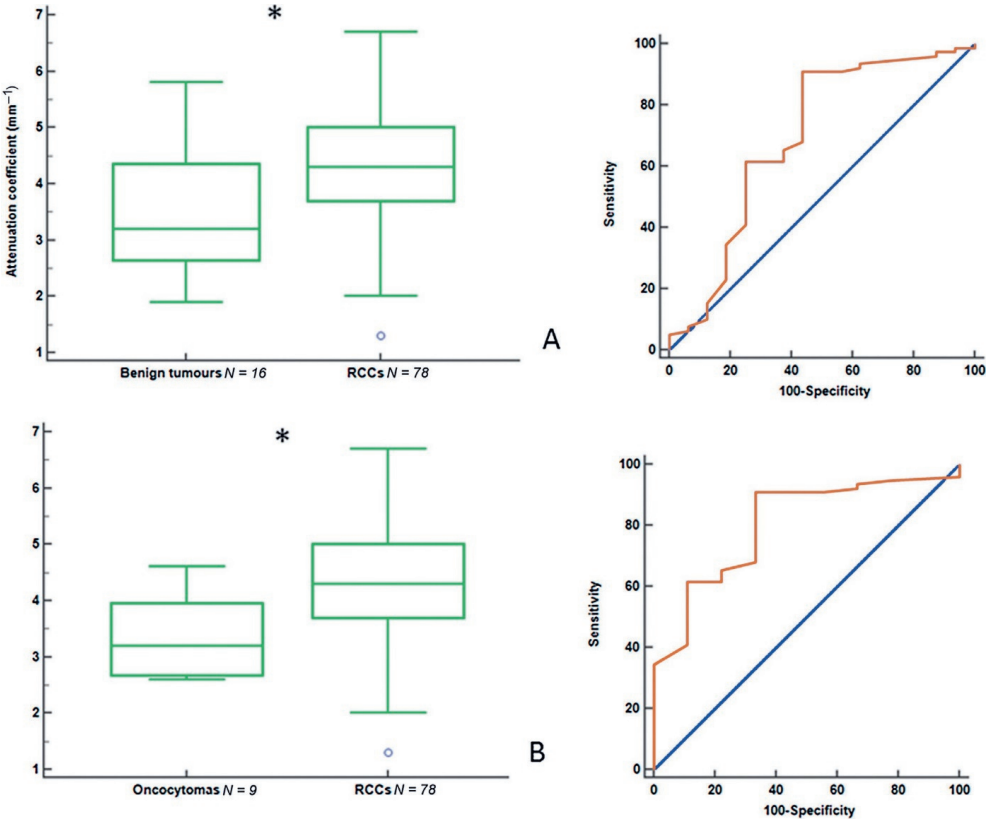 *
Attenuation coefficient (mm⁻¹)
7
6
5
4
3
2
1
Benign tumours N = 16
RCCs N = 78
A
Sensitivity
100
80
60
40
20
0
0 20 40 60 80 100
100-Specificity
*
7
6
5
4
3
2
1
Oncocytomas N = 9
RCCs N = 78
B
Sensitivity
100
80
60
40
20
0
0 20 40 60 80 100
100-Specificity